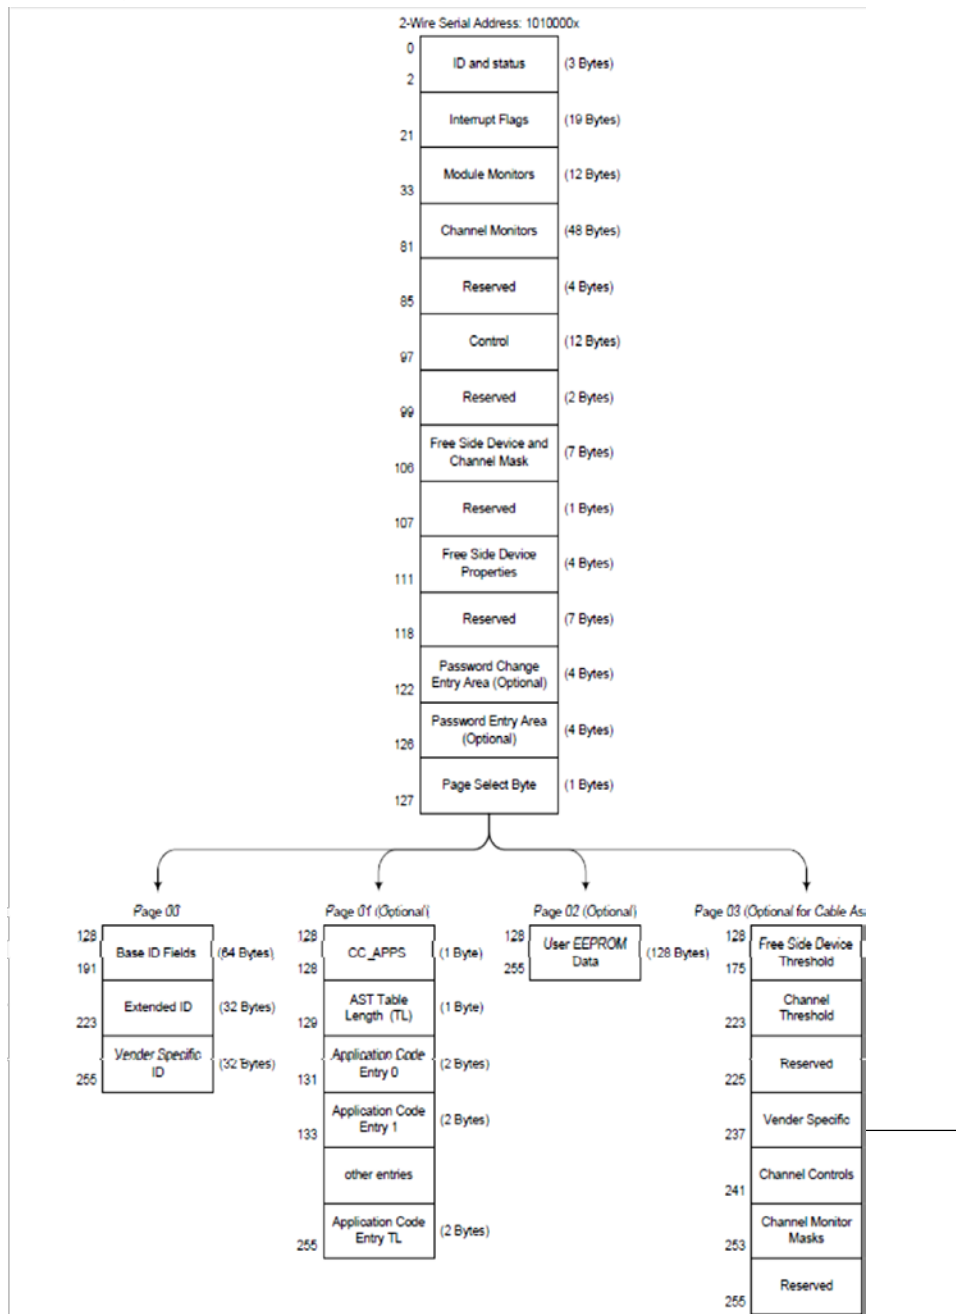 2-Wire Serial Address: 1010000x
0
ID and status
(3 Bytes)
2
Interrupt Flags
(19 Bytes)
21
Module Monitors
(12 Bytes)
33
Channel Monitors
(48 Bytes)
81
Reserved
(4 Bytes)
85
Control
(12 Bytes)
97
Reserved
(2 Bytes)
99
Free Side Device and
Channel Mask
(7 Bytes)
106
Reserved
(1 Bytes)
107
Free Side Device
Properties
(4 Bytes)
111
Reserved
(7 Bytes)
118
Password Change
Entry Area (Optional)
(4 Bytes)
122
Password Entry Area
(Optional)
(4 Bytes)
126
Page Select Byte
(1 Bytes)
127
Page 00
128
Base ID Fields
(64 Bytes)
191
Extended ID
(32 Bytes)
223
Vender Specific
ID
(32 Bytes)
255
Page 01 (Optional)
128
CC_APPS
(1 Byte)
128
AST Table
Length (TL)
(1 Byte)
129
Application Code
Entry 0
(2 Bytes)
131
Application Code
Entry 1
(2 Bytes)
133
other entries
Application Code
Entry TL
(2 Bytes)
255
Page 02 (Optional)
128
User EEPROM
Data
(128 Bytes)
255
Page 03 (Optional for Cable
128
Free Side Device
Threshold
175
Channel
Threshold
223
Reserved
225
Vender Specific
237
Channel Controls
241
Channel Monitor
Masks
253
Reserved
255